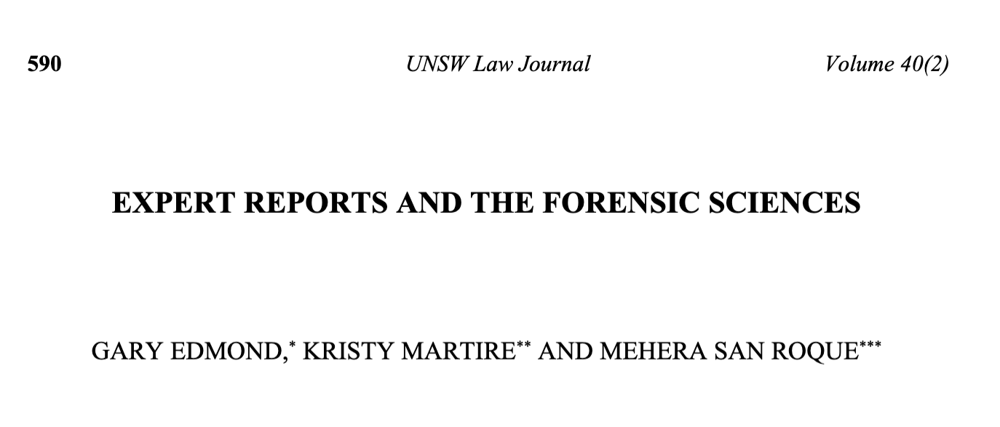 590 UNSW Law Journal Volume 40(2)
EXPERT REPORTS AND THE FORENSIC SCIENCES
GARY EDMOND,* KRISTY MARTIRE** AND MEHERA SAN ROQUE***